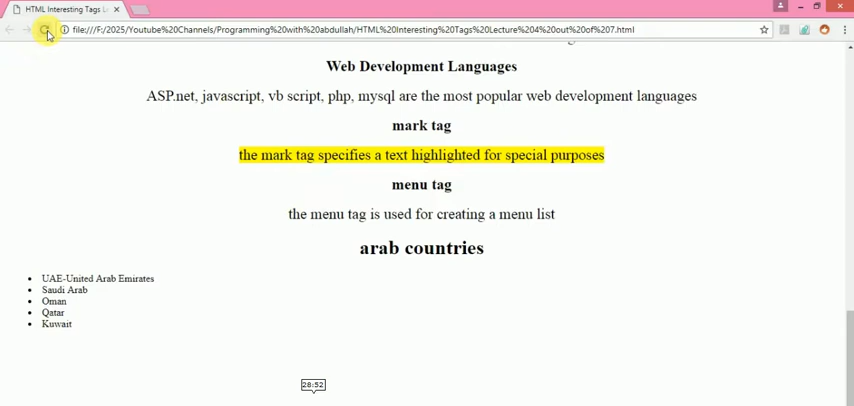 HTML Interesting Tags Le
file:///F:/2025/Youtube%20Channels/Programming%20with%20abdullah/HTML%20Interesting%20Tags%20Lecture%204%20out%20of%207.html
Web Development Languages
ASP.net, javascript, vb script, php, mysql are the most popular web development languages
mark tag
the mark tag specifies a text highlighted for special purposes
menu tag
the menu tag is used for creating a menu list
arab countries
• UAE-United Arab Emirates
• Saudi Arab
• Oman
• Qatar
• Kuwait
28:52